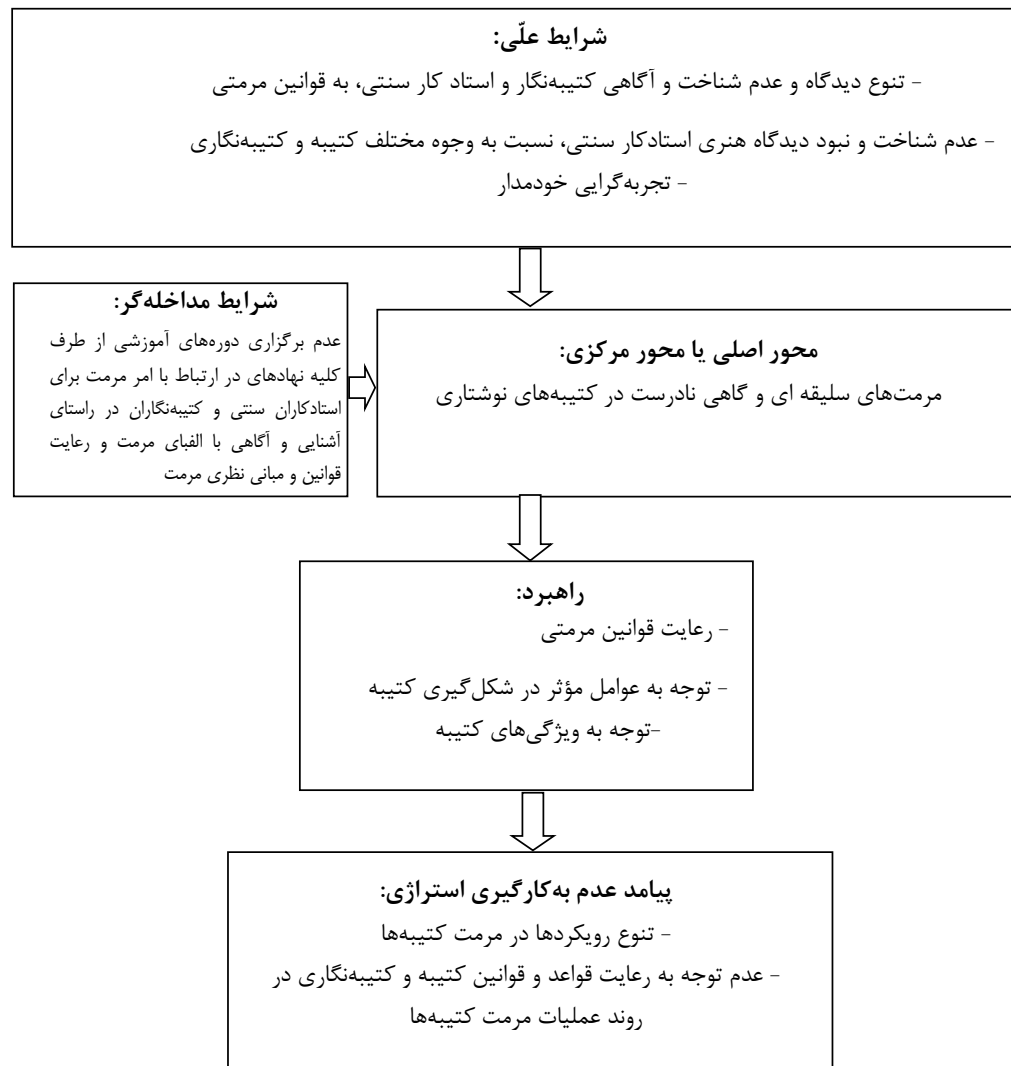 شرایط علّی:
- تنوع دیدگاه و عدم شناخت و آگاهی کتیبه‌نگار و استاد کار سنتی، به قوانین مرمتی
- عدم شناخت و نبود دیدگاه هنری استادکار سنتی، نسبت به وجوه مختلف کتیبه و کتیبه‌نگاری
- تجربه‌گرایی خودمدار
شرایط مداخله‌گر:
عدم برگزاری دوره‌های آموزشی از طرف
کلیه نهادهای در ارتباط با امر مرمت برای
استادکاران سنتی و کتیبه‌نگاران در راستای
آشنایی و آگاهی با الفبای مرمت و رعایت
قوانین و مبانی نظری مرمت
محور اصلی یا محور مرکزی:
مرمت‌های سلیقه ای و گاهی نادرست در کتیبه‌های نوشتاری
راهبرد:
- رعایت قوانین مرمتی
- توجه به عوامل مؤثر در شکل‌گیری کتیبه
-توجه به ویژگی‌های کتیبه
پیامد عدم به‌کارگیری استراتژی:
- تنوع رویکردها در مرمت کتیبه‌ها
- عدم توجه به رعایت قواعد و قوانین کتیبه و کتیبه‌نگاری در
روند عملیات مرمت کتیبه‌ها